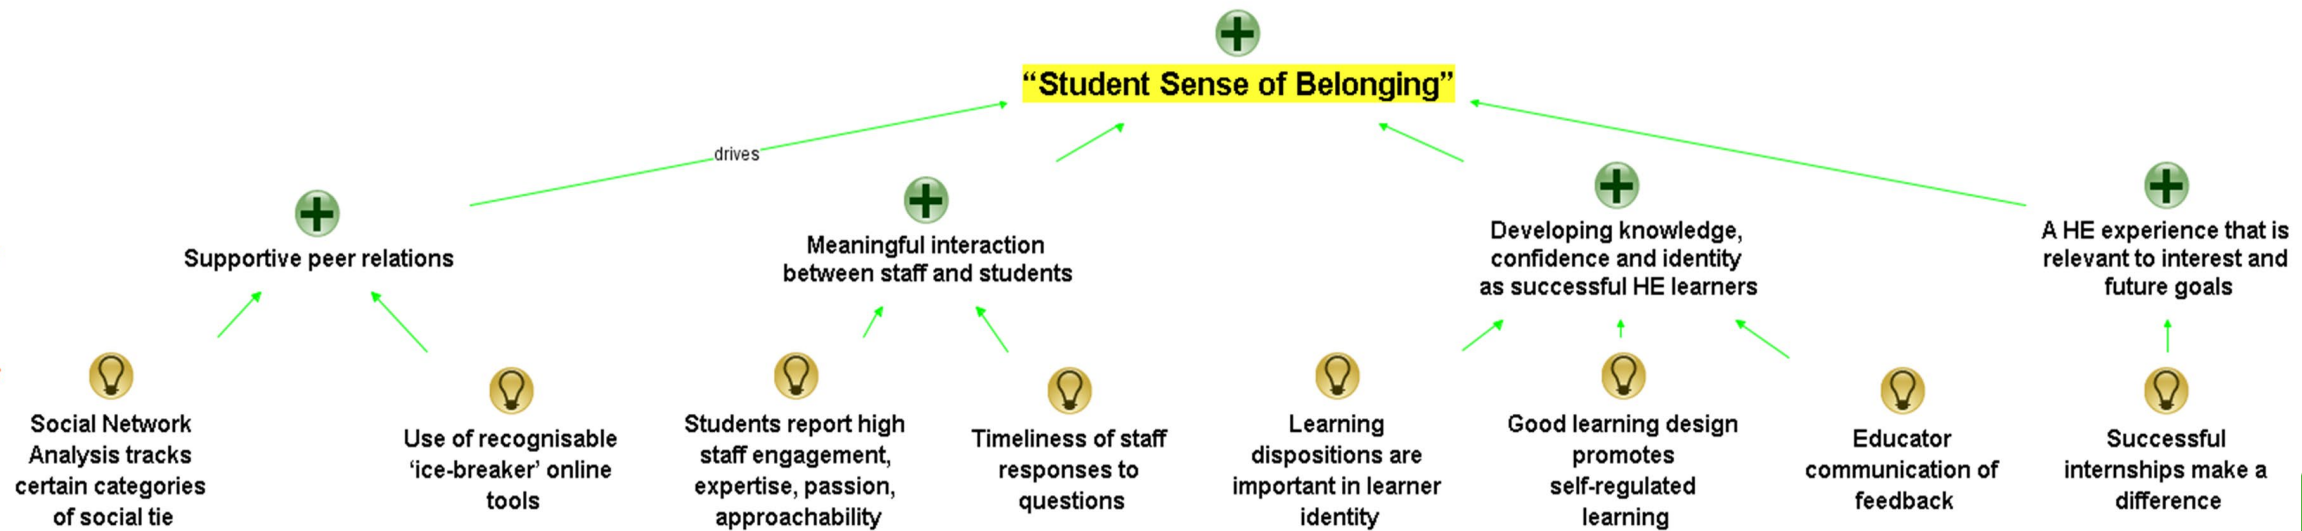 “Student Sense of Belonging”
drives
Supportive peer relations
Meaningful interaction
between staff and students
Developing knowledge,
confidence and identity
as successful HE learners
A HE experience that is
relevant to interest and
future goals
Social Network
Analysis tracks
certain categories
of social tie
Use of recognisable
‘ice-breaker’ online
tools
Students report high
staff engagement,
expertise, passion,
approachability
Timeliness of staff
responses to
questions
Learning
dispositions are
important in learner
identity
Good learning design
promotes
self-regulated
learning
Educator
communication of
feedback
Successful
internships make a
difference